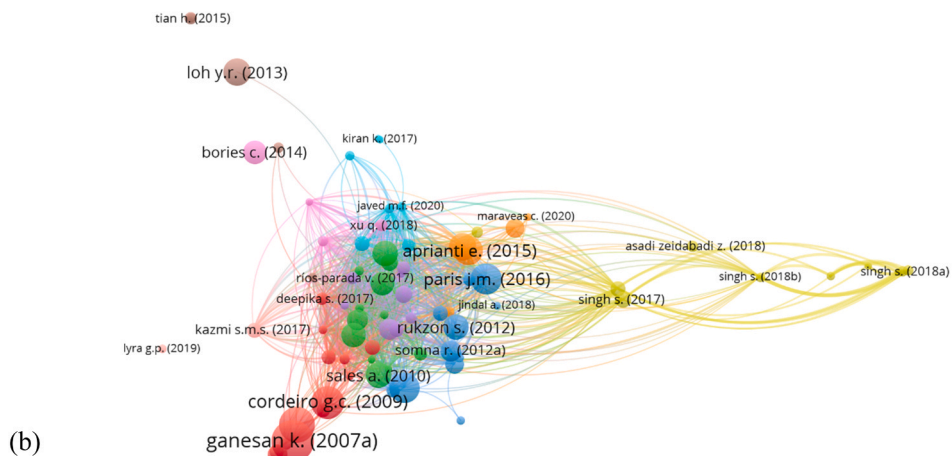 tian h. (2015)
loh y.r. (2013)
kiran k. (2017)
bories c. (2014)
javed m.f. (2020)
maraveas c. (2020)
xu q. (2018)
asadi zeidabadi z. (2018)
aprianti e. (2015)
singh s. (2018a)
singh s. (2018b)
ríos-parada v. (2017)
paris j.m. (2016)
deepika s. (2017)
singh s. (2017)
jindal a. (2018)
kazmi s.m.s. (2017)
rukzon s. (2012)
lyra g.p. (2019)
somna r. (2012a)
sales a. (2010)
cordeiro g.c. (2009)
(b)
ganesan k. (2007a)